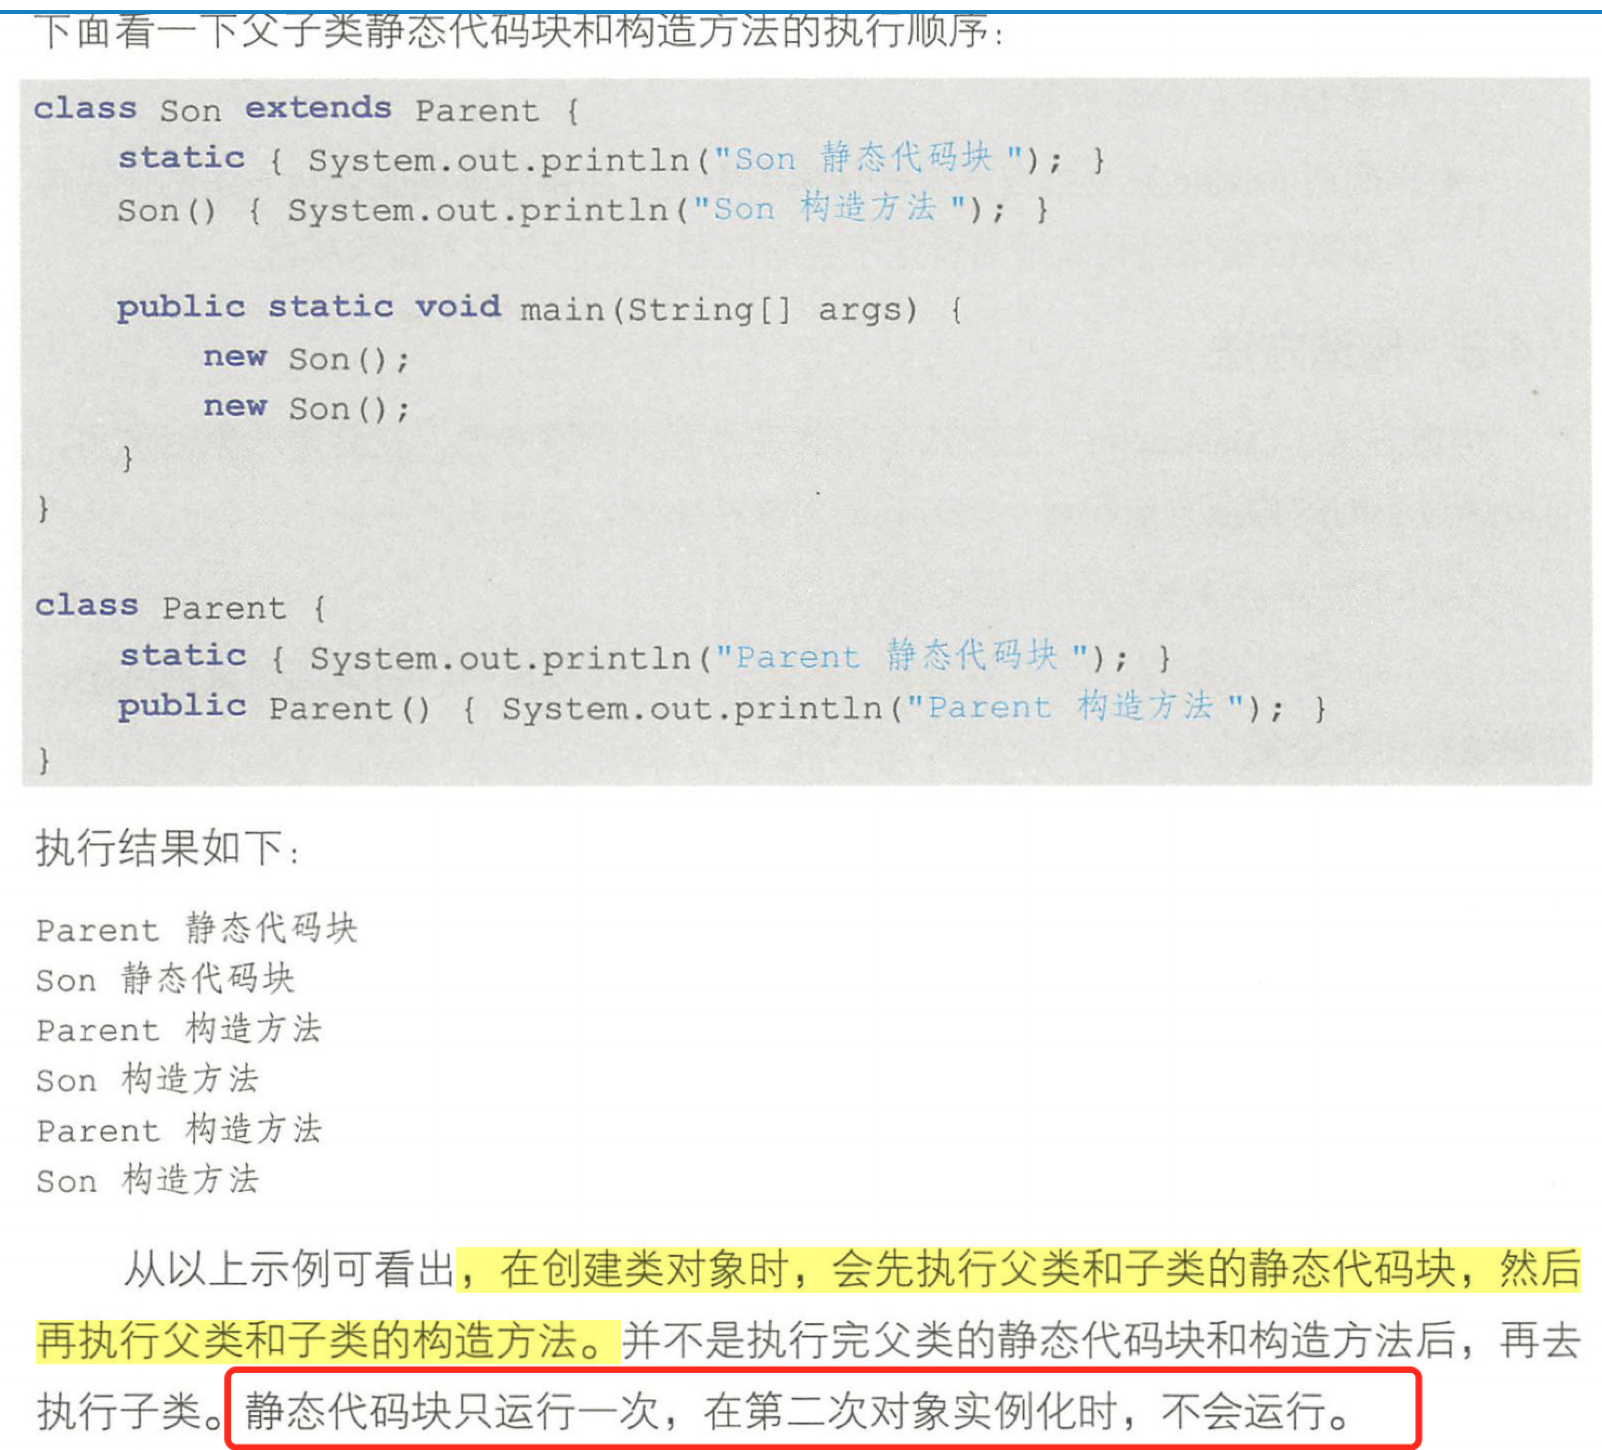 下面看一下父子类静态代码块和构造方法的执行顺序：
class Son extends Parent {
static { System.out.println("Son 静态代码块"); }
Son() { System.out.println("Son 构造方法"); }
public static void main(String[] args) {
new Son();
new Son();
}
}
class Parent {
static { System.out.println("Parent 静态代码块"); }
public Parent() { System.out.println("Parent 构造方法"); }
}
执行结果如下：
Parent 静态代码块
Son 静态代码块
Parent 构造方法
Son 构造方法
Parent 构造方法
Son 构造方法
从以上示例可看出，在创建类对象时，会先执行父类和子类的静态代码块，然后
再执行父类和子类的构造方法。并不是执行完父类的静态代码块和构造方法后，再去
执行子类。静态代码块只运行一次，在第二次对象实例化时，不会运行。